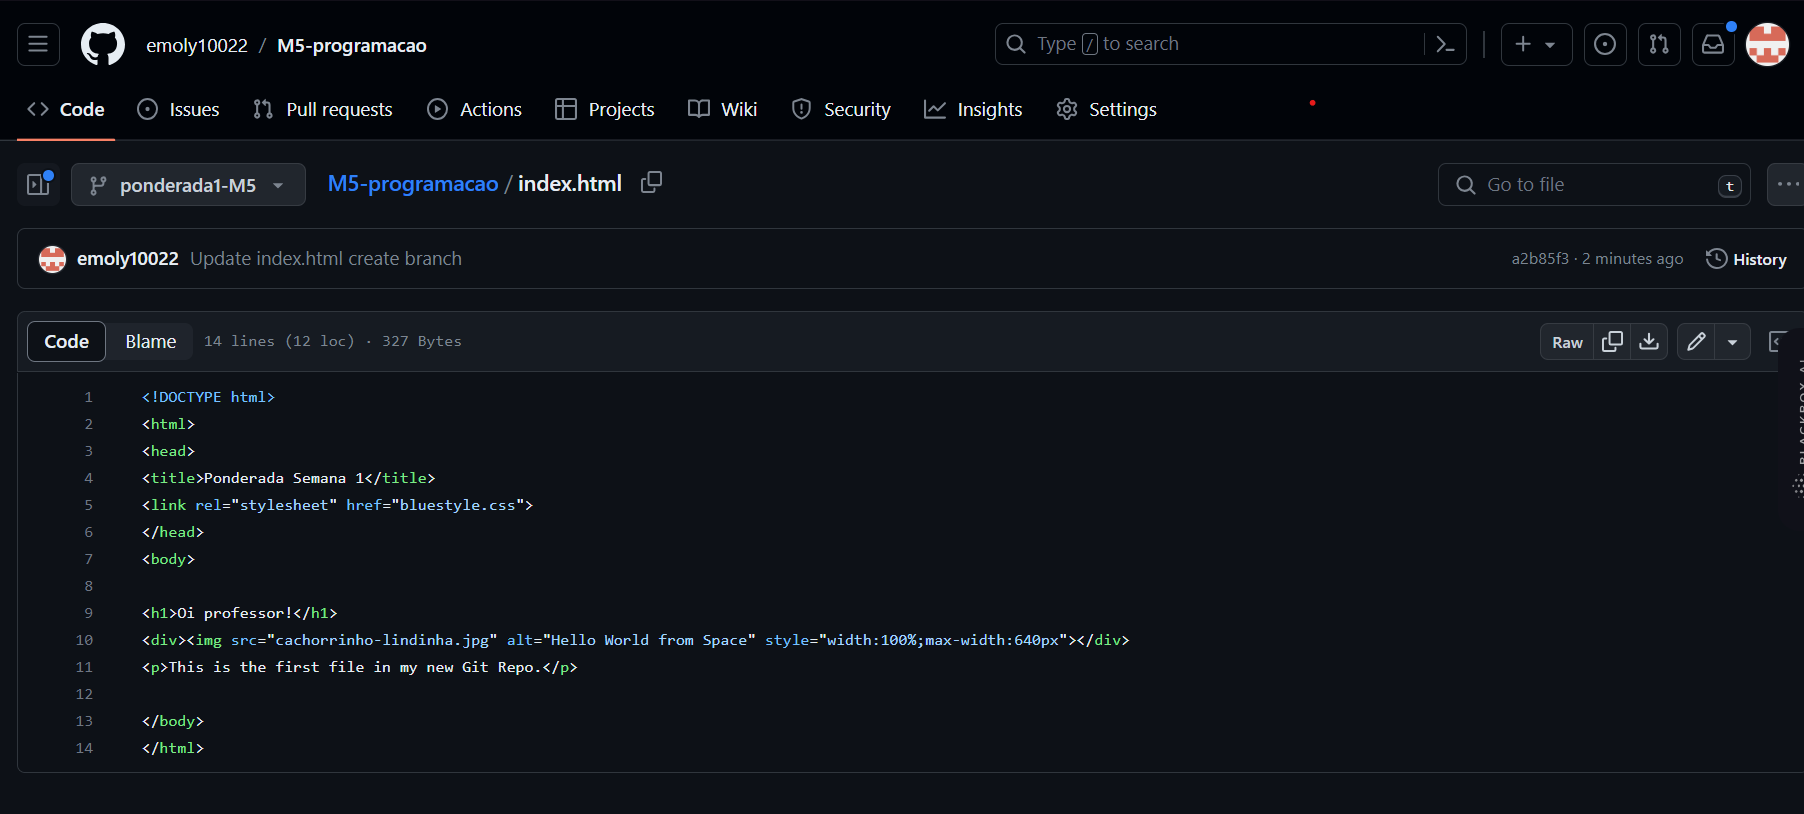 emoly10022 / M5-programacao
Type / to search
Code Issues Pull requests Actions Projects Wiki Security Insights Settings
ponderada1-M5 M5-programacao / index.html
Go to file t
emoly10022 Update index.html create branch
a2b85f3 · 2 minutes ago History
Code Blame 14 lines (12 loc) · 327 Bytes
Raw
1 <!DOCTYPE html>
2 <html>
3 <head>
4 <title>Ponderada Semana 1</title>
5 <link rel="stylesheet" href="bluestyle.css">
6 </head>
7 <body>
8
9 <h1>Oi professor!</h1>
10 <div><img src="cachorrinho-lindinha.jpg" alt="Hello World from Space" style="width:100%;max-width:640px"></div>
11 <p>This is the first file in my new Git Repo.</p>
12
13 </body>
14 </html>